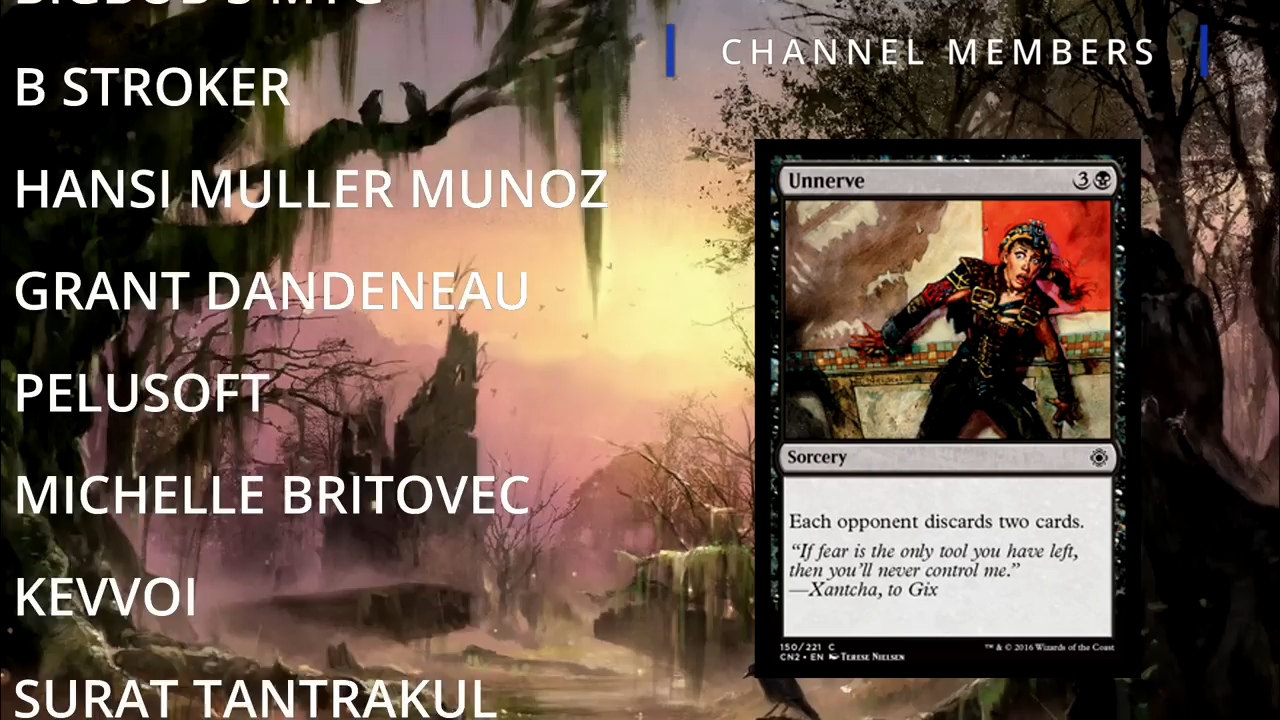 BIGBUB'S MTG
B STROKER
HANSI MULLER MUNOZ
GRANT DANDENEAU
PELUSOFT
MICHELLE BRITOVEC
KEVVOI
SURAT TANTRAKUL
CHANNEL MEMBERS
Unnerve 3
Sorcery
Each opponent discards two cards.
"If fear is the only tool you have left,
then you'll never control me."
—Xantcha, to Gix
150/221 C
™ & © 2016 Wizards of the Coast
CN2 • EN Terese Nielsen